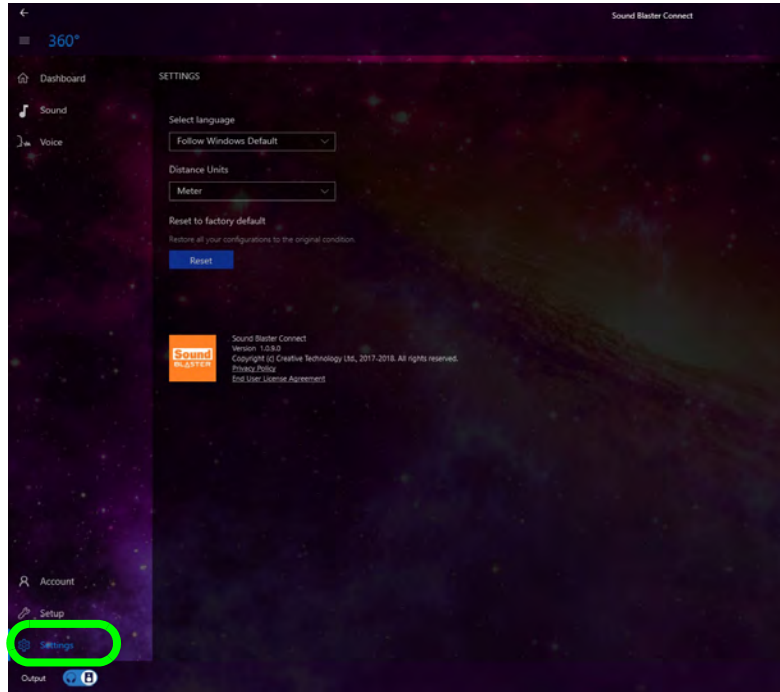 Sound Blaster Connect
360°
Dashboard
Sound
Voice
SETTINGS
Select language
Follow Windows Default
Distance Units
Meter
Reset to factory default
Restore all your configurations to the original condition.
Reset
Sound
BLASTER
Sound Blaster Connect
Version 1.0.9.0
Copyright (c) Creative Technology Ltd., 2017-2018. All rights reserved.
Privacy Policy
End User License Agreement
Account
Setup
Settings
Output